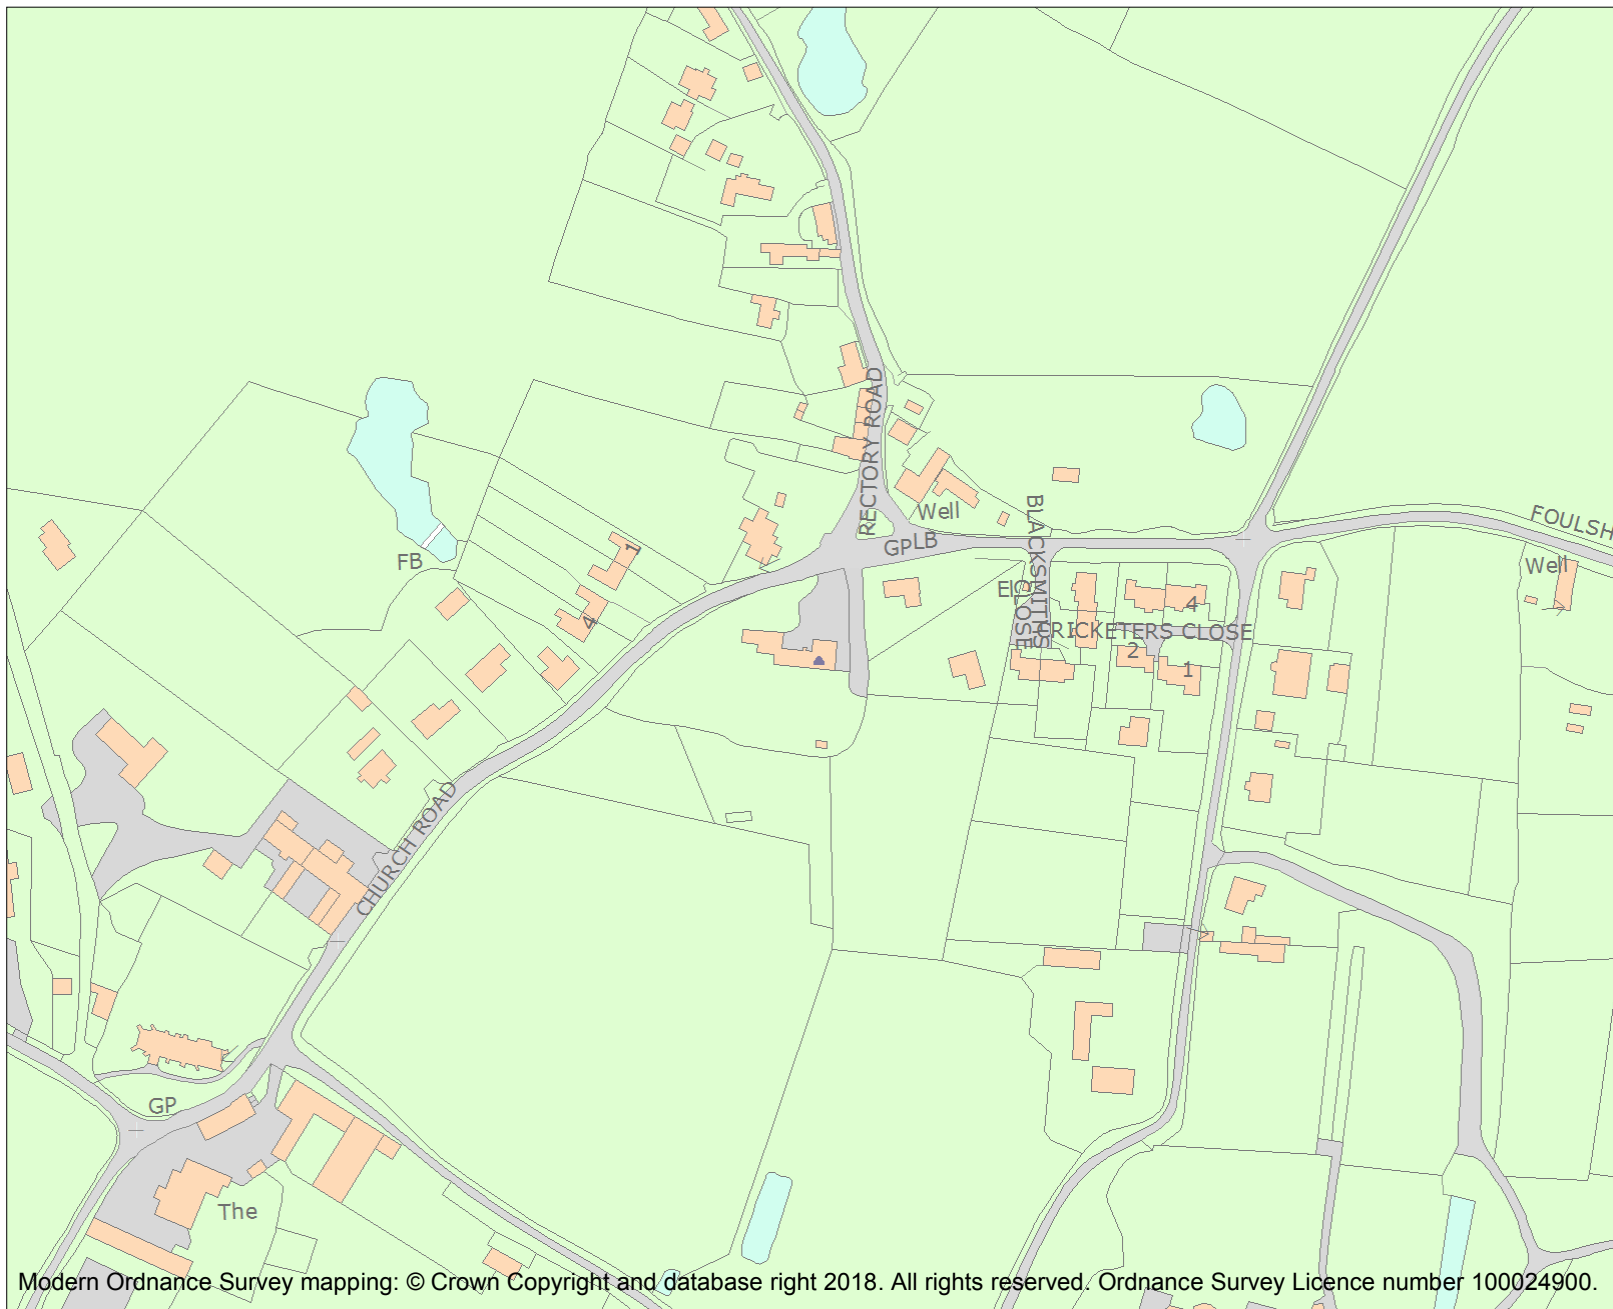 RECTORY ROAD
Well
GP
LB
BLACKSMITHS
CLOSE
FOULSH
Well
FB
1
4
El
4
CRICKETERS CLOSE
2
1
CHURCH ROAD
GP
The
Modern Ordnance Survey mapping: © Crown Copyright and database right 2018. All rights reserved. Ordnance Survey Licence number 100024900.